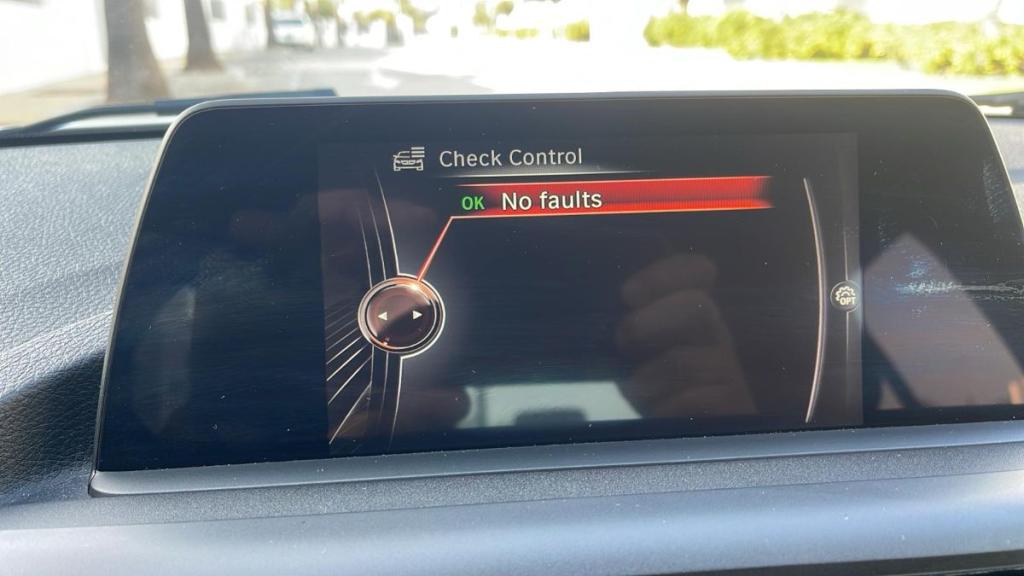 Check Control
OK No faults
OPT